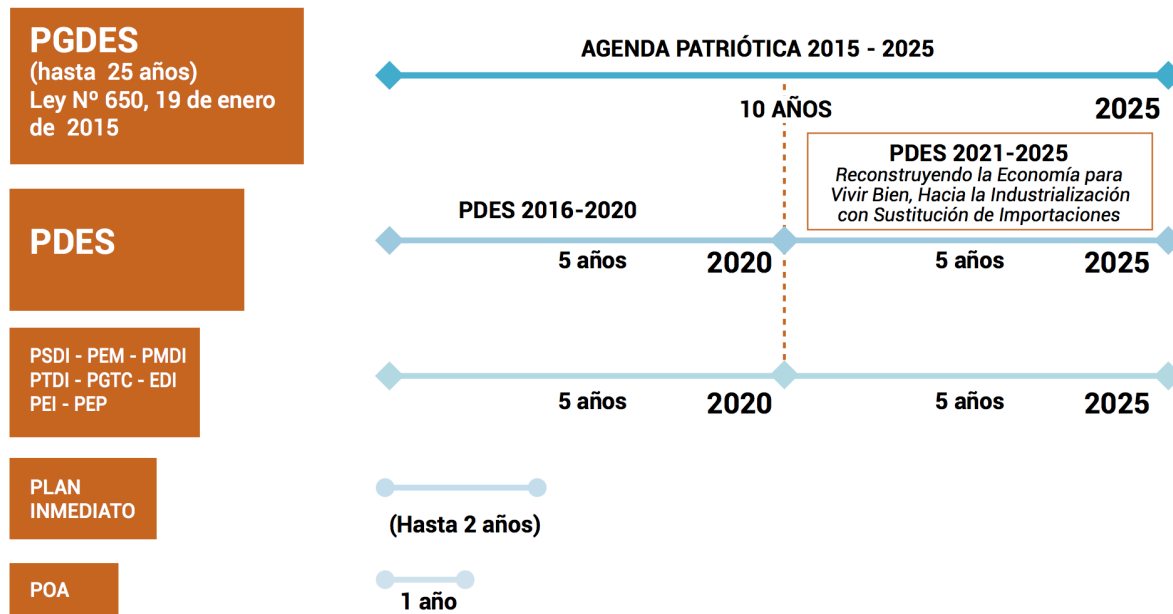 PGDES
(hasta 25 años)
Ley Nº 650, 19 de enero
de 2015
AGENDA PATRIÓTICA 2015 - 2025
10 AÑOS
2025
PDES
PDES 2016-2020
PDES 2021-2025
Reconstruyendo la Economía para
Vivir Bien, Hacia la Industrialización
con Sustitución de Importaciones
5 años
2020
5 años
2025
PSDI - PEM - PMDI
PTDI - PGTC - EDI
PEI - PEP
5 años
2020
5 años
2025
PLAN
INMEDIATO
(Hasta 2 años)
POA
1 año